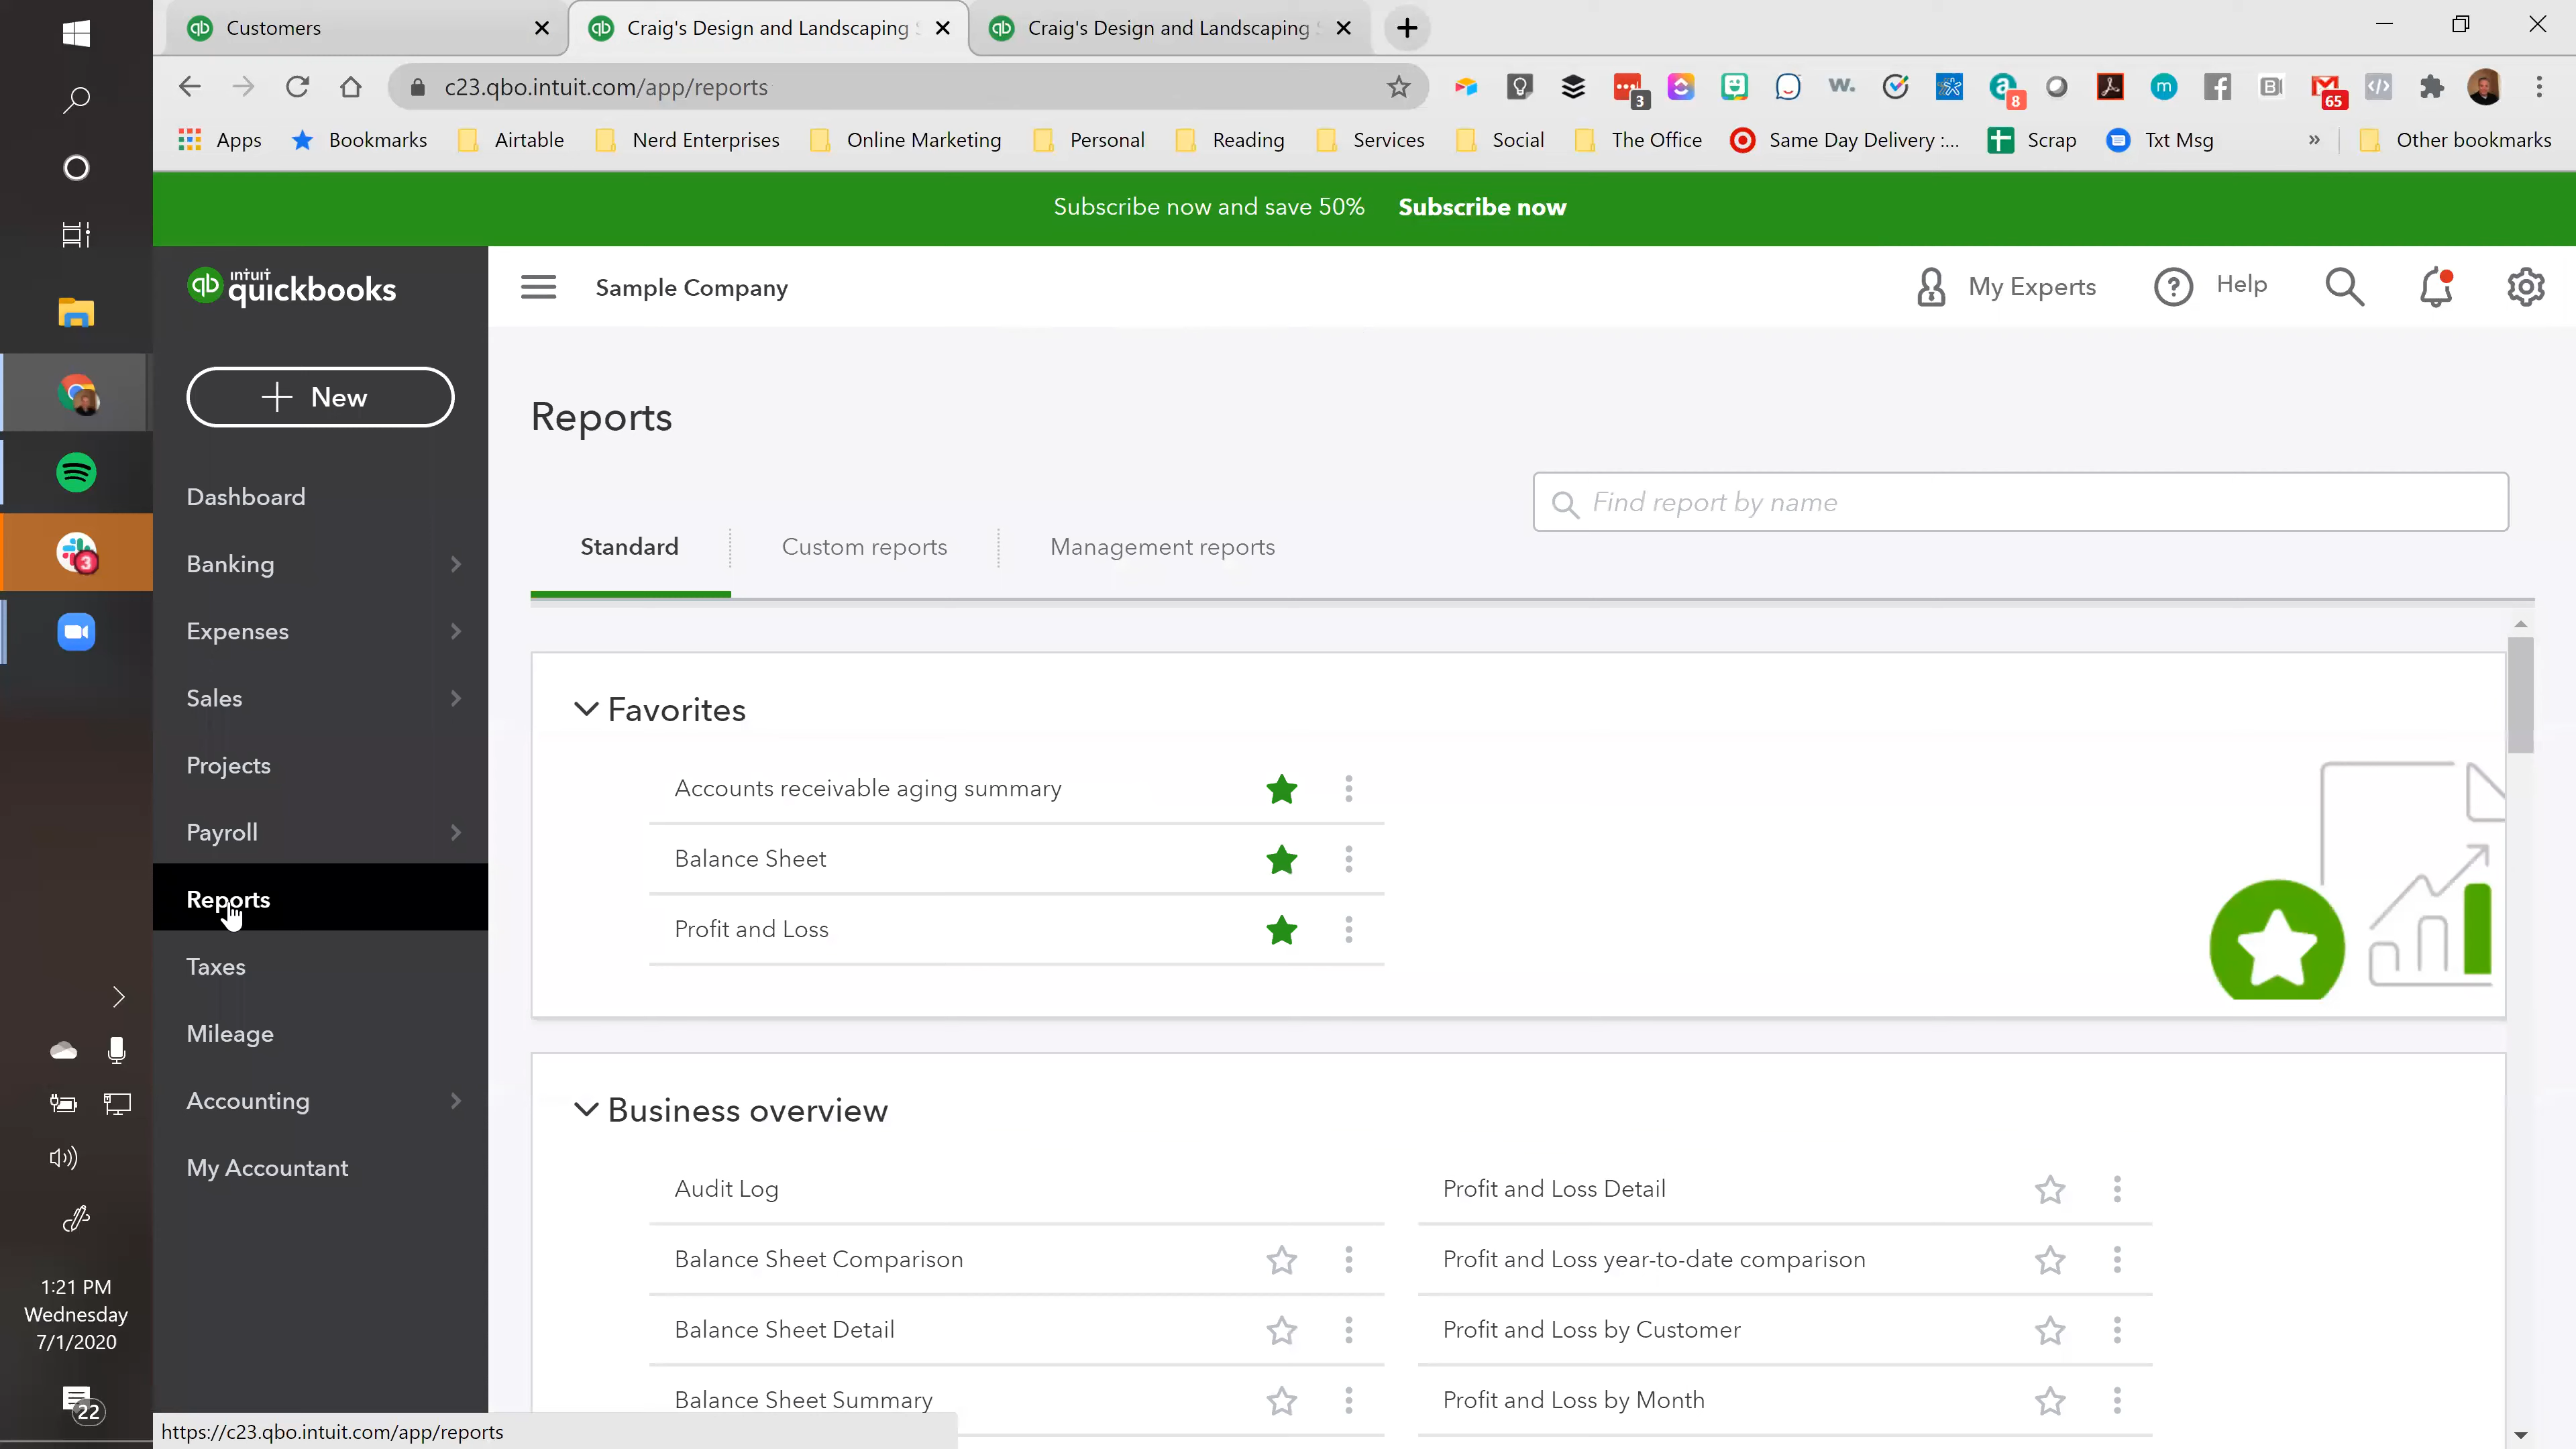 Customers
Craig's Design and Landscaping
Craig's Design and Landscaping
c23.qbo.intuit.com/app/reports
3
8
65
Apps
Bookmarks
Airtable
Nerd Enterprises
Online Marketing
Personal
Reading
Services
Social
The Office
Same Day Delivery :...
Scrap
Txt Msg
»
Other bookmarks
Subscribe now and save 50% Subscribe now
intuit
quickbooks
Sample Company
My Experts
Help
New
Dashboard
Banking
Expenses
Sales
Projects
Payroll
Reports
Taxes
Mileage
Accounting
My Accountant
Reports
Find report by name
Standard
Custom reports
Management reports
Favorites
Accounts receivable aging summary
Balance Sheet
Profit and Loss
Business overview
Audit Log
Profit and Loss Detail
Balance Sheet Comparison
Profit and Loss year-to-date comparison
Balance Sheet Detail
Profit and Loss by Customer
Balance Sheet Summary
Profit and Loss by Month
3
1:21 PM
Wednesday
7/1/2020
22
https://c23.qbo.intuit.com/app/reports